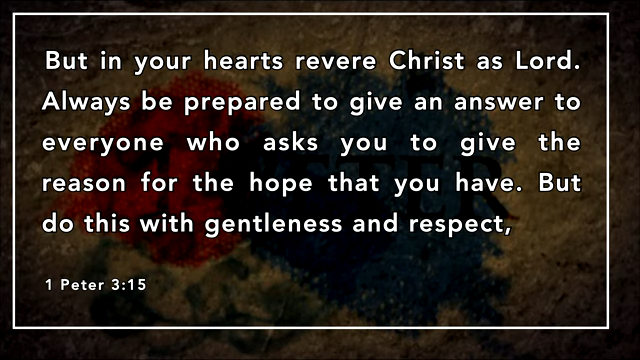 But in your hearts revere Christ as Lord.
Always be prepared to give an answer to
everyone who asks you to give the
reason for the hope that you have. But
do this with gentleness and respect,
1 Peter 3:15